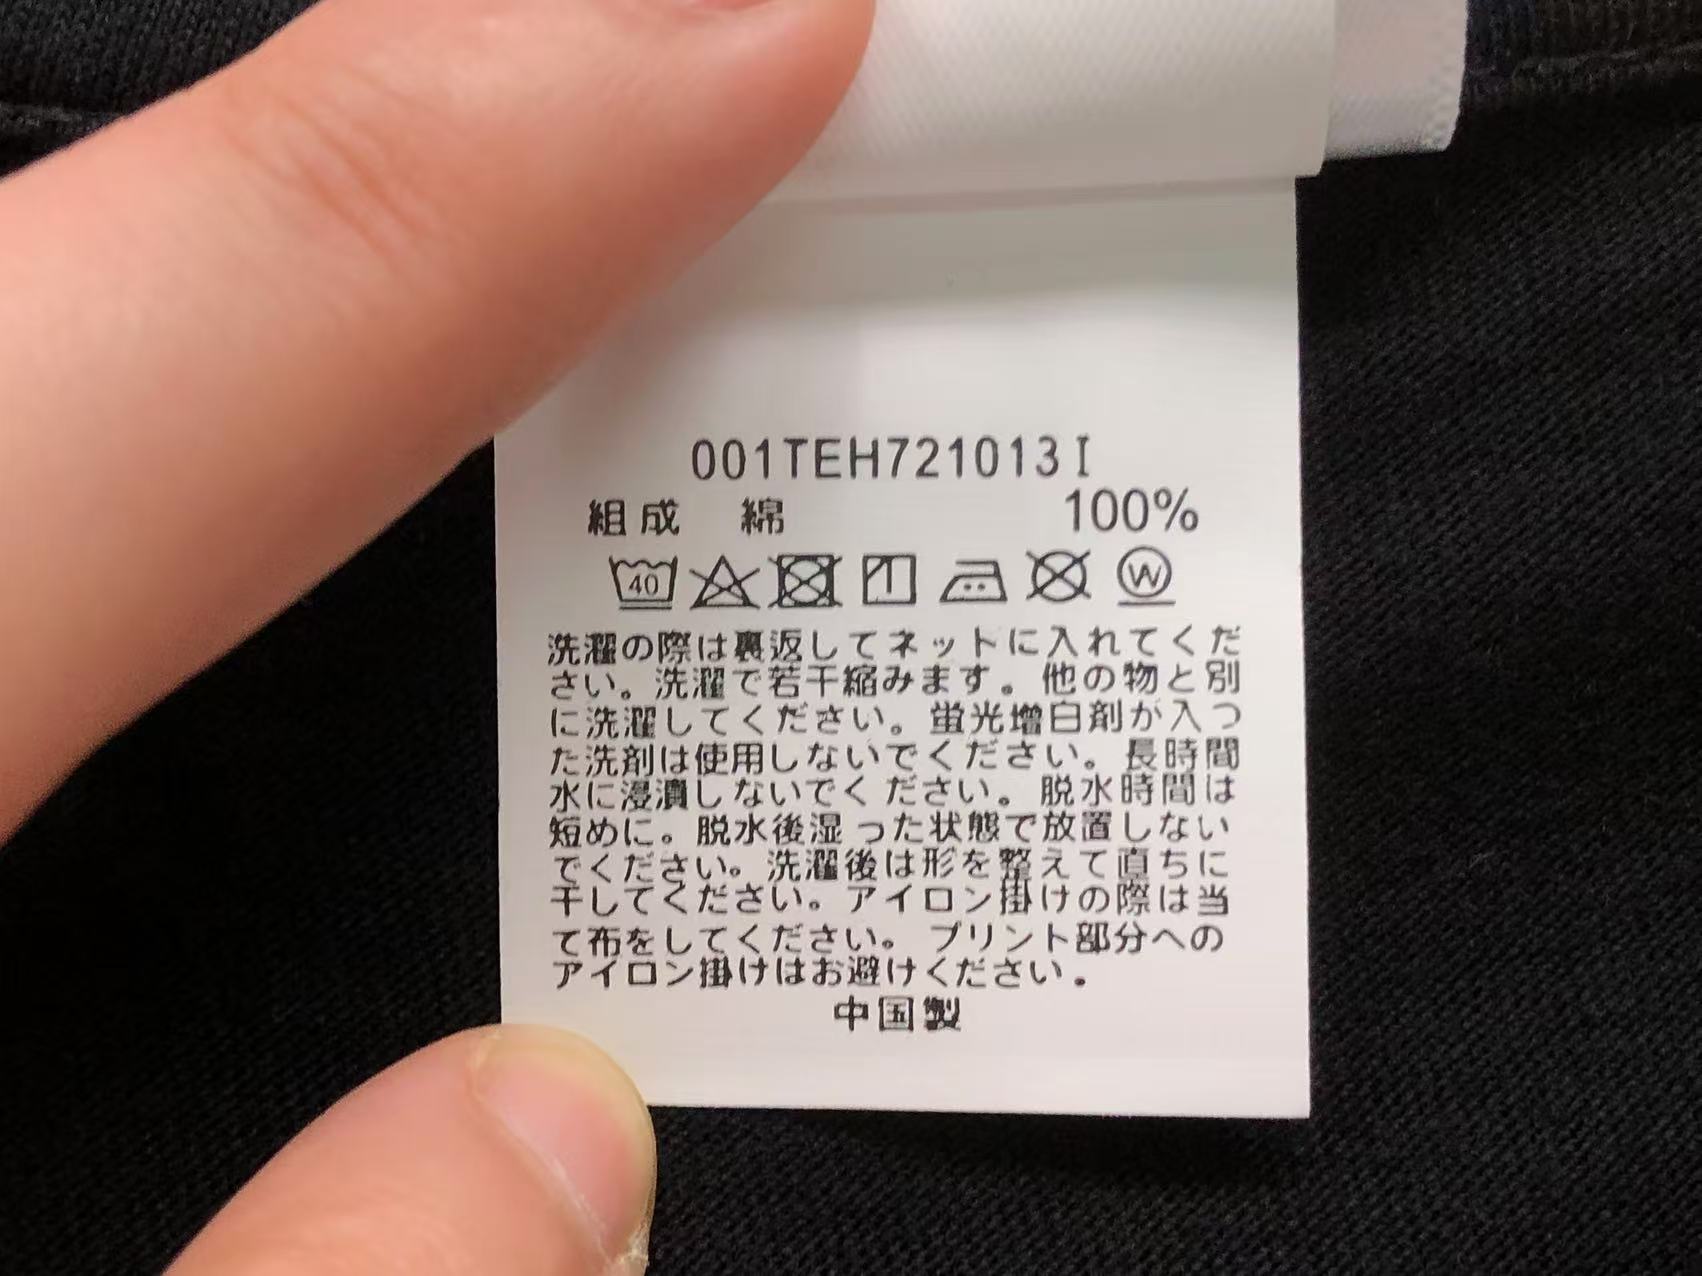 001TEH721013I
組成 綿 100%
40 W
洗濯の際は裏返してネットに入れてくだ
さい。洗濯で若干縮みます。他の物と別
に洗濯してください。蛍光増白剤が入っ
た洗剤は使用しないでください。長時間
水に浸漬しないでください。脱水時間は
短めに。脱水後湿った状態で放置しない
でください。洗濯後は形を整えて直ちに
干してください。アイロン掛けの際は当
て布をしてください。プリント部分への
アイロン掛けはお避けください。
中国製